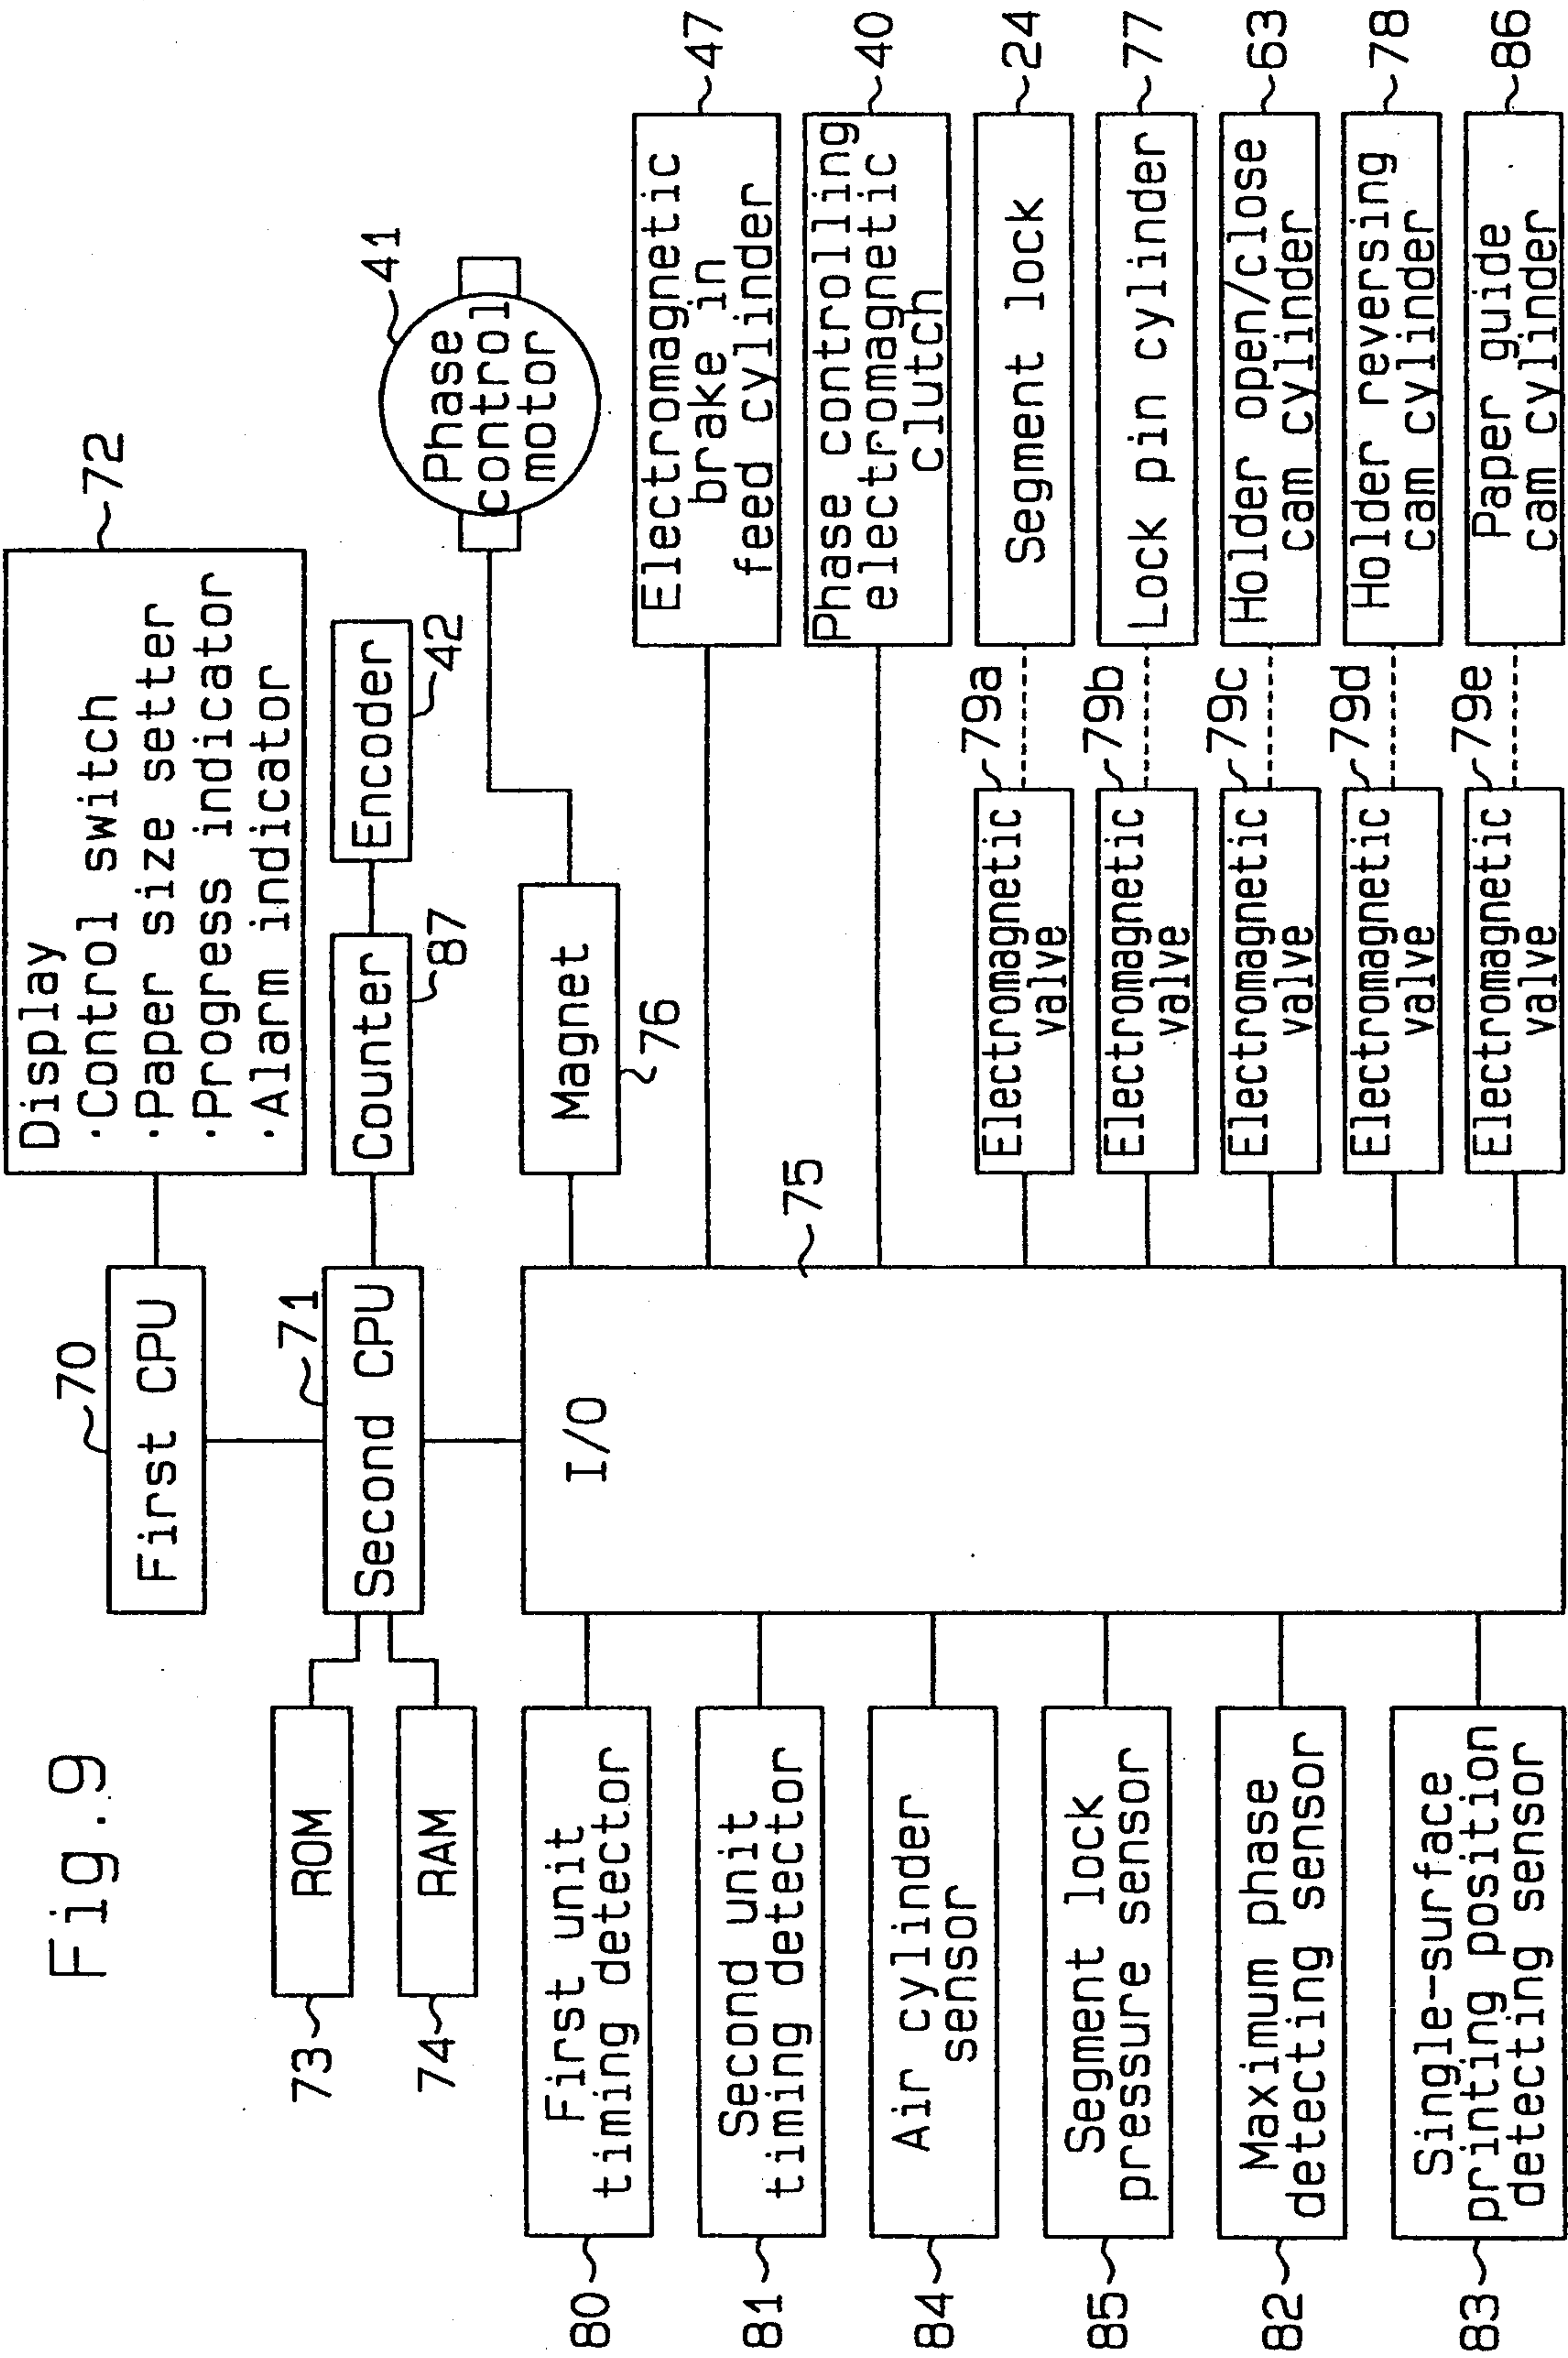 Fig.9
70
First CPU
Display
·Control switch
·Paper size setter
·Progress indicator
·Alarm indicator
72
73
ROM
74
RAM
71
Second CPU
Counter
87
Encoder
42
Phase
control
motor
41
Magnet
76
I/O
75
80
First unit
timing detector
81
Second unit
timing detector
84
Air cylinder
sensor
85
Segment lock
pressure sensor
82
Maximum phase
detecting sensor
83
Single-surface
printing position
detecting sensor
Electromagnetic
brake in
feed cylinder
47
Phase controlling
electromagnetic
clutch
40
Electromagnetic
valve
79a
Segment lock
24
Electromagnetic
valve
79b
Lock pin cylinder
77
Electromagnetic
valve
79c
Holder open/close
cam cylinder
63
Electromagnetic
valve
79d
Holder reversing
cam cylinder
78
Electromagnetic
valve
79e
Paper guide
cam cylinder
86